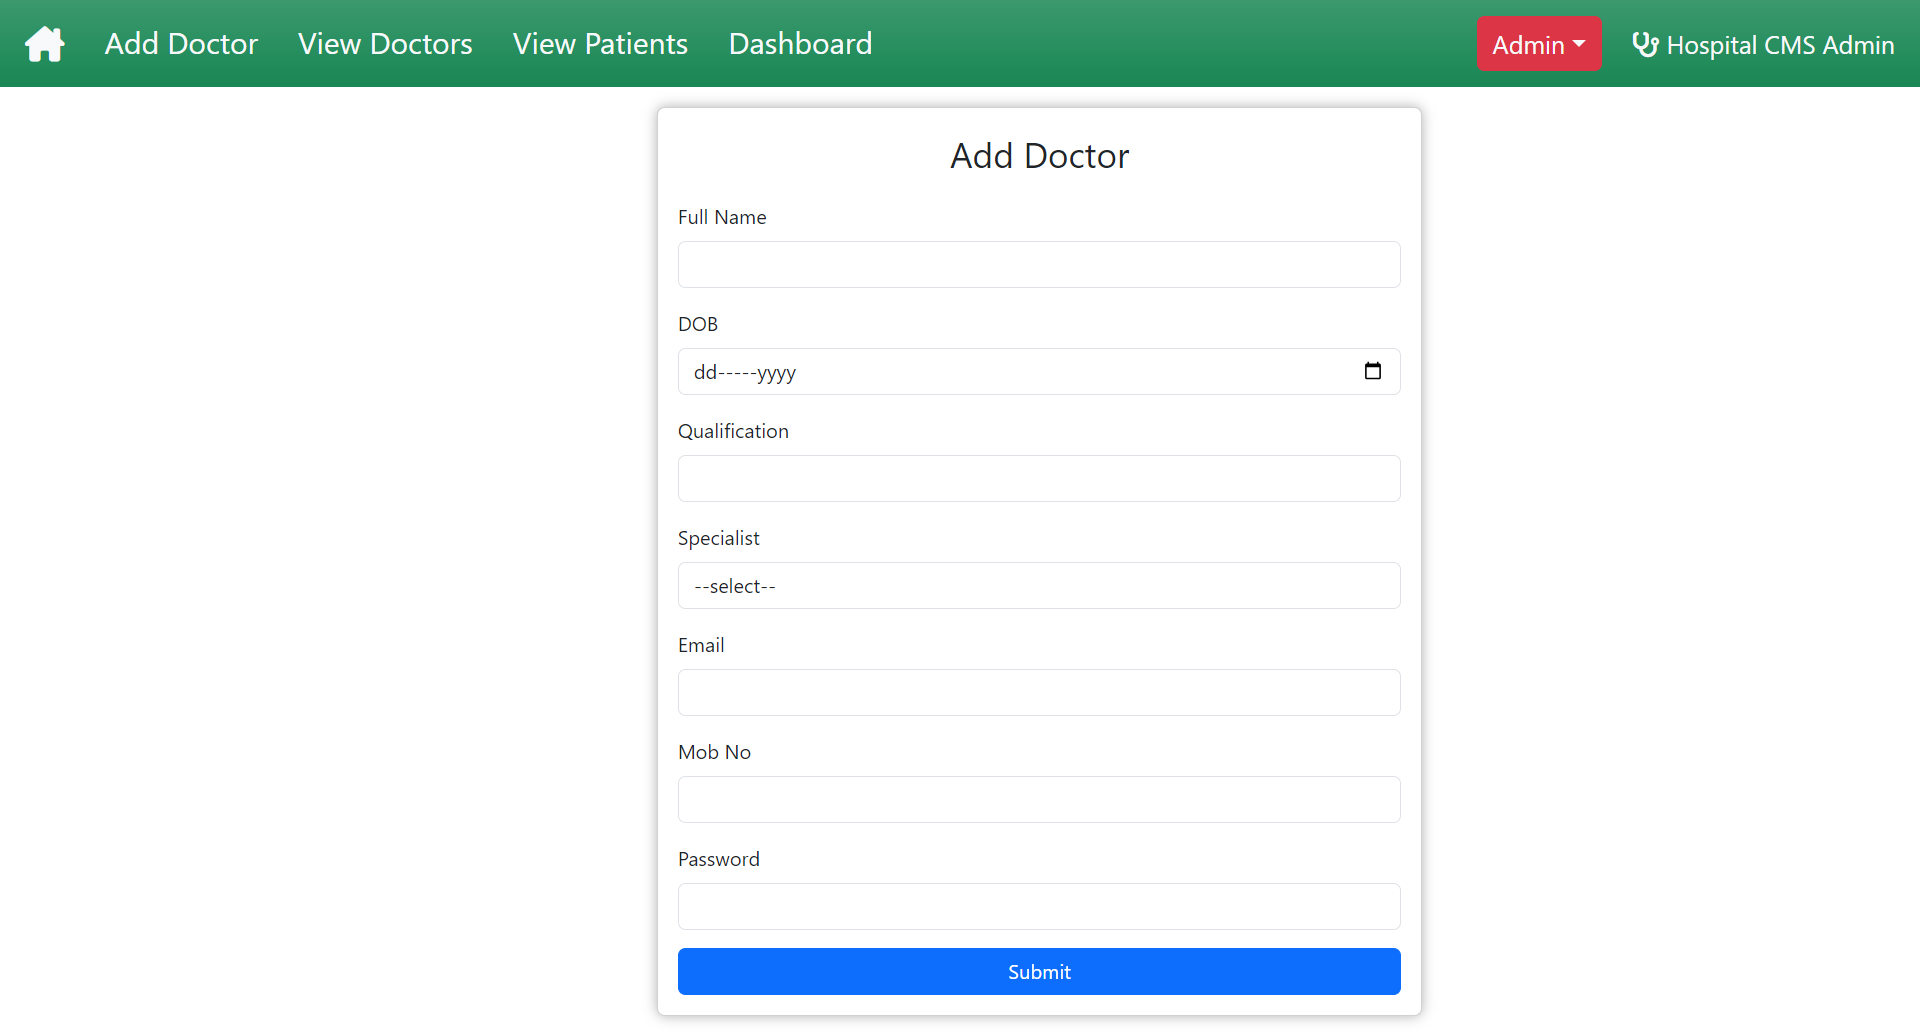 Add Doctor View Doctors View Patients Dashboard Admin Hospital CMS Admin
Add Doctor
Full Name
DOB
dd-----yyyy
Qualification
Specialist
--select--
Email
Mob No
Password
Submit